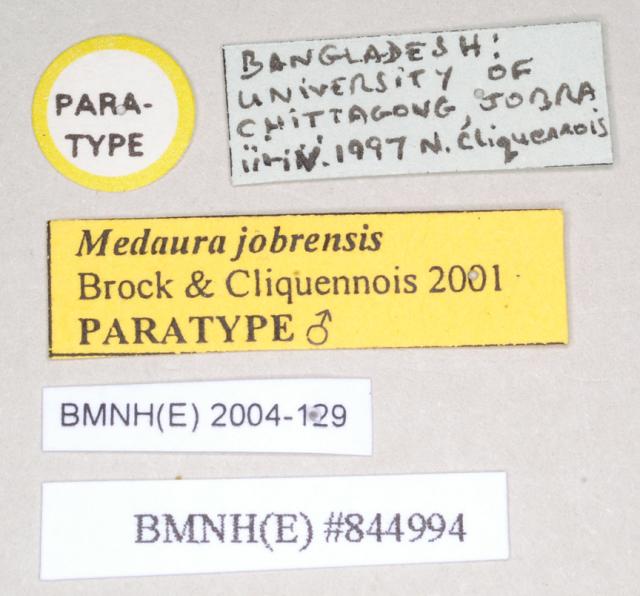 PARA-
TYPE
BANGLADESH:
UNIVERSITY OF
CHITTAGONG, JOBRA
iii-iv.1997 N. Cliquennois
Medaura jobrensis
Brock & Cliquennois 2001
PARATYPE ♂
BMNH(E) 2004-129
BMNH(E) #844994